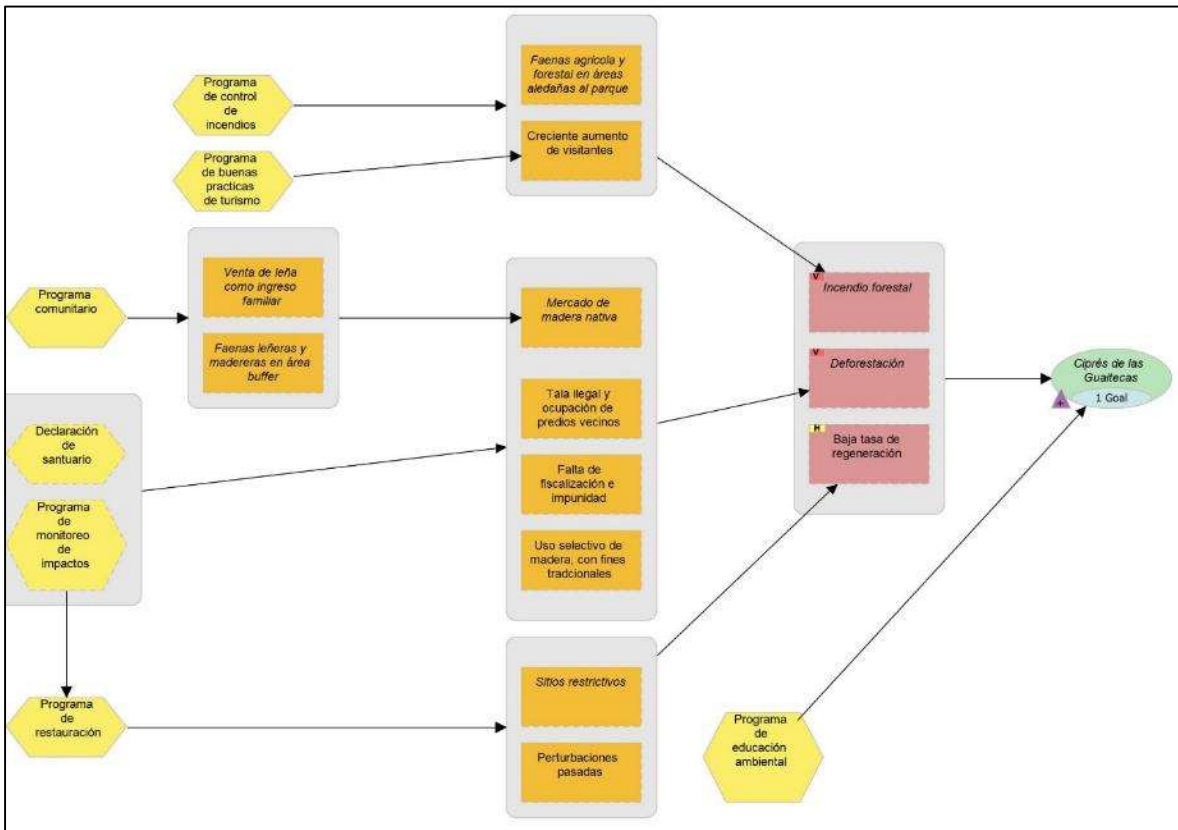 Programa
de control
de
incendios
Programa
de buenas
practicas
de turismo
Faenas agrícola y
forestal en áreas
aledañas al parque
Creciente aumento
de visitantes
Programa
comunitario
Venta de leña
como ingreso
familiar
Faenas leñeras y
madereras en área
buffer
Mercado de
madera nativa
Tala ilegal y
ocupación de
predios vecinos
Falta de
fiscalización e
impunidad
Uso selectivo de
madera, con fines
tradcionales
Declaración
de
santuario
Programa
de
monitoreo
de
impactos
Programa
de
restauración
Sitios restrictivos
Perturbaciones
pasadas
V
Incendio forestal
V
Deforestación
H
Baja tasa de
regeneración
Ciprés de las
Guaitecas
+
1 Goal
Programa
de
educación
ambiental